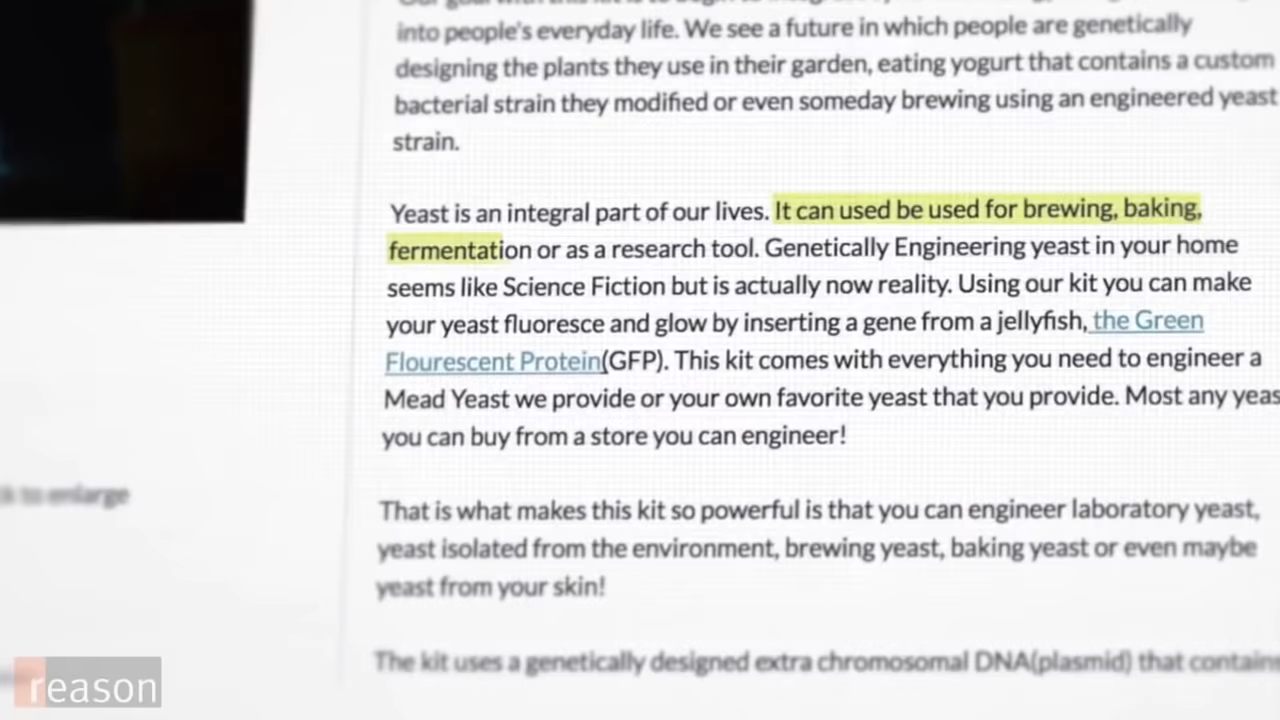 into people's everyday life. We see a future in which people are genetically
designing the plants they use in their garden, eating yogurt that contains a custom
bacterial strain they modified or even someday brewing using an engineered yeast
strain.
Yeast is an integral part of our lives. It can used be used for brewing, baking,
fermentation or as a research tool. Genetically Engineering yeast in your home
seems like Science Fiction but is actually now reality. Using our kit you can make
your yeast fluoresce and glow by inserting a gene from a jellyfish, the Green
Flourescent Protein(GFP). This kit comes with everything you need to engineer a
Mead Yeast we provide or your own favorite yeast that you provide. Most any yeas
you can buy from a store you can engineer!
to enlarge
That is what makes this kit so powerful is that you can engineer laboratory yeast,
yeast isolated from the environment, brewing yeast, baking yeast or even maybe
yeast from your skin!
The kit uses a genetically designed extra chromosomal DNA(plasmid) that contains
reason